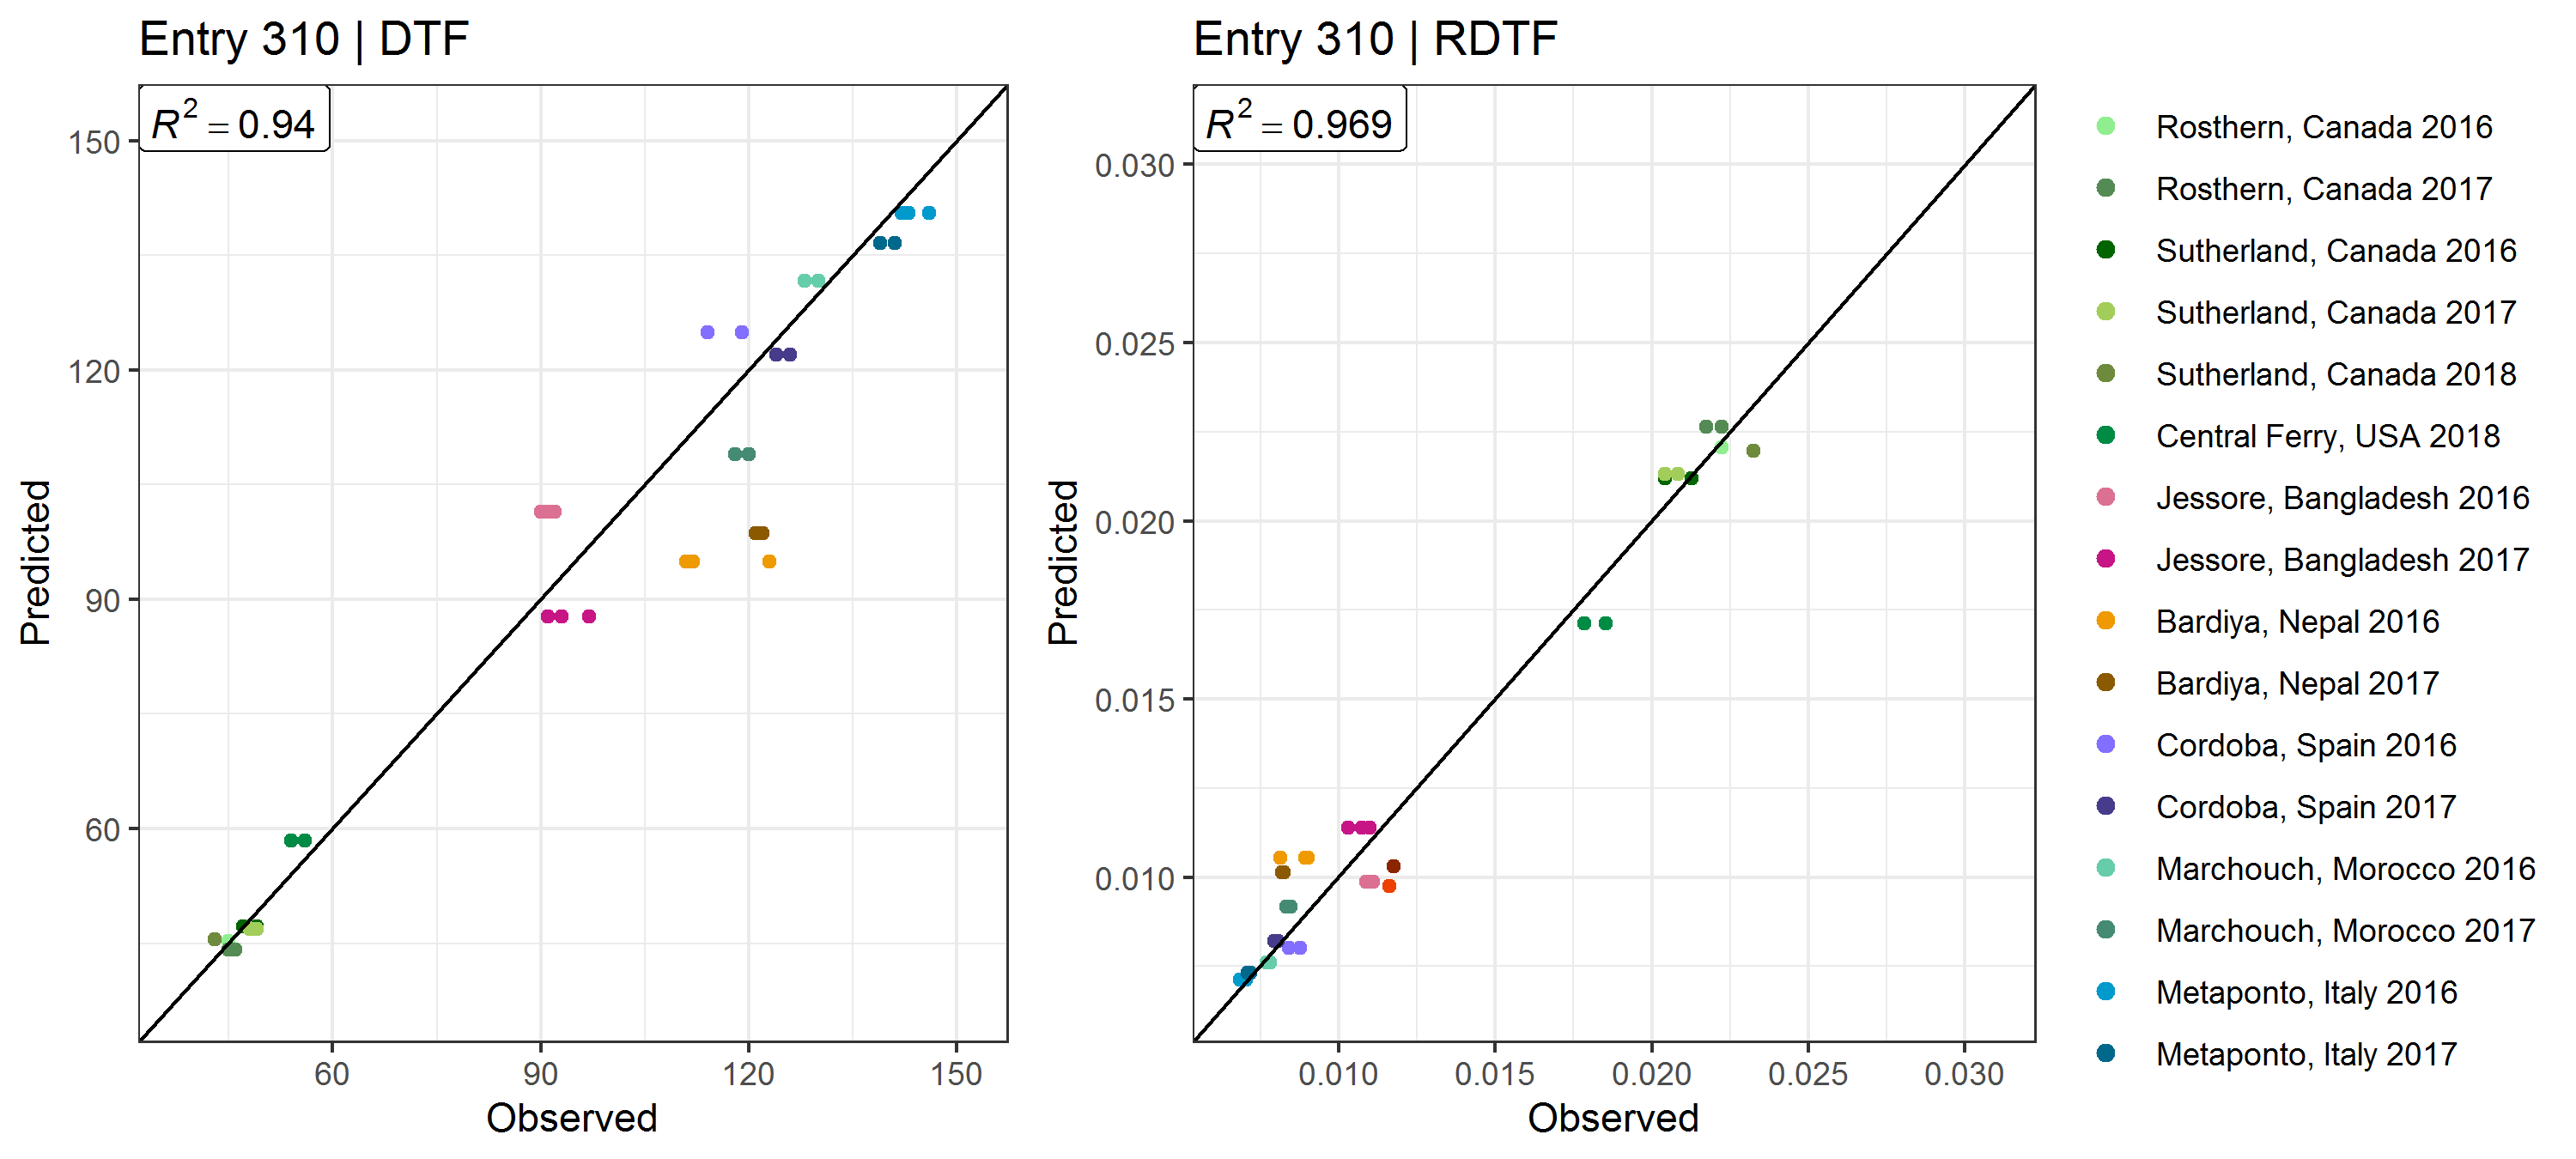 Entry 310 | DTF
R² = 0.94
150
120
90
60
Predicted
60 90 120 150
Observed
Entry 310 | RDTF
R² = 0.969
0.030
0.025
0.020
0.015
0.010
Predicted
0.010 0.015 0.020 0.025 0.030
Observed
Rosthern, Canada 2016
Rosthern, Canada 2017
Sutherland, Canada 2016
Sutherland, Canada 2017
Sutherland, Canada 2018
Central Ferry, USA 2018
Jessore, Bangladesh 2016
Jessore, Bangladesh 2017
Bardiya, Nepal 2016
Bardiya, Nepal 2017
Cordoba, Spain 2016
Cordoba, Spain 2017
Marchouch, Morocco 2016
Marchouch, Morocco 2017
Metaponto, Italy 2016
Metaponto, Italy 2017